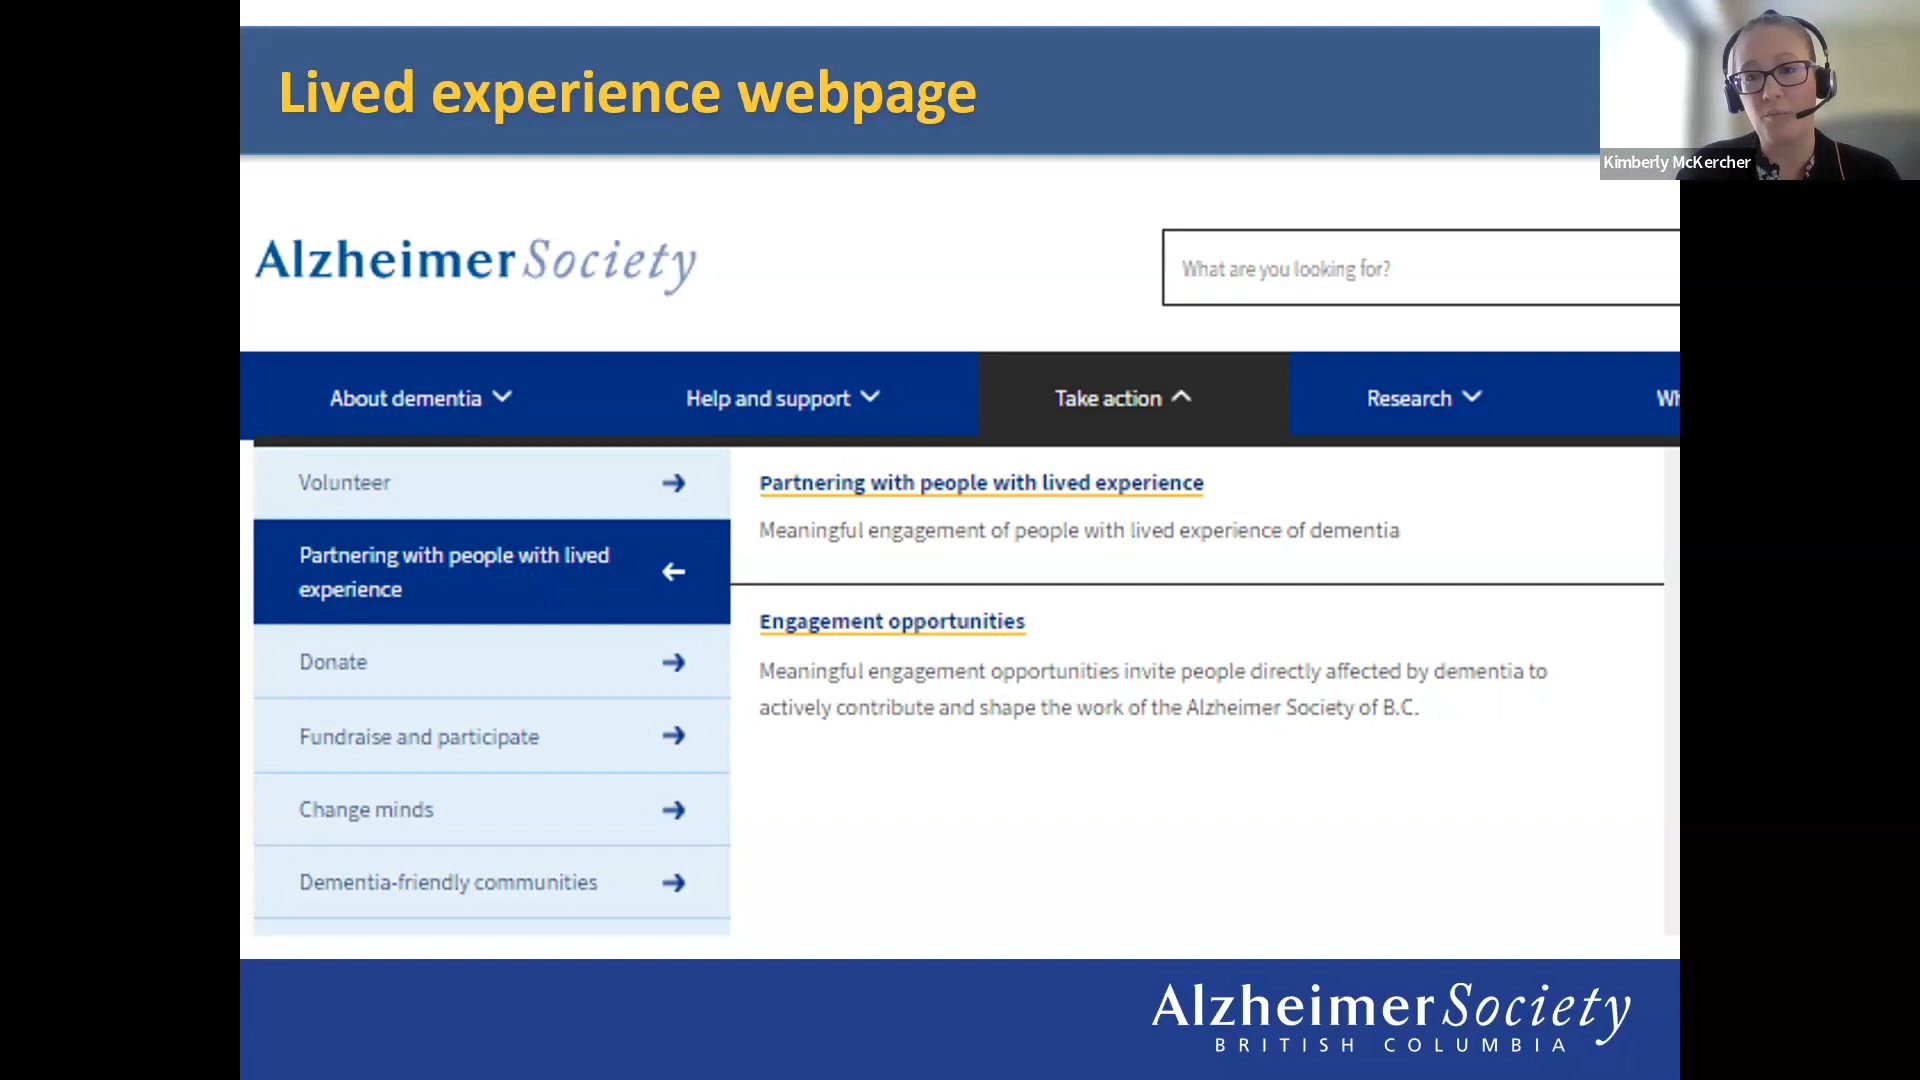 Lived experience webpage
Kimberly McKercher
Alzheimer Society
What are you looking for?
About dementia
Help and support
Take action
Research
Volunteer
Partnering with people with lived
experience
Donate
Fundraise and participate
Change minds
Dementia-friendly communities
Partnering with people with lived experience
Meaningful engagement of people with lived experience of dementia
Engagement opportunities
Meaningful engagement opportunities invite people directly affected by dementia to
actively contribute and shape the work of the Alzheimer Society of B.C.
Alzheimer Society
BRITISH COLUMBIA